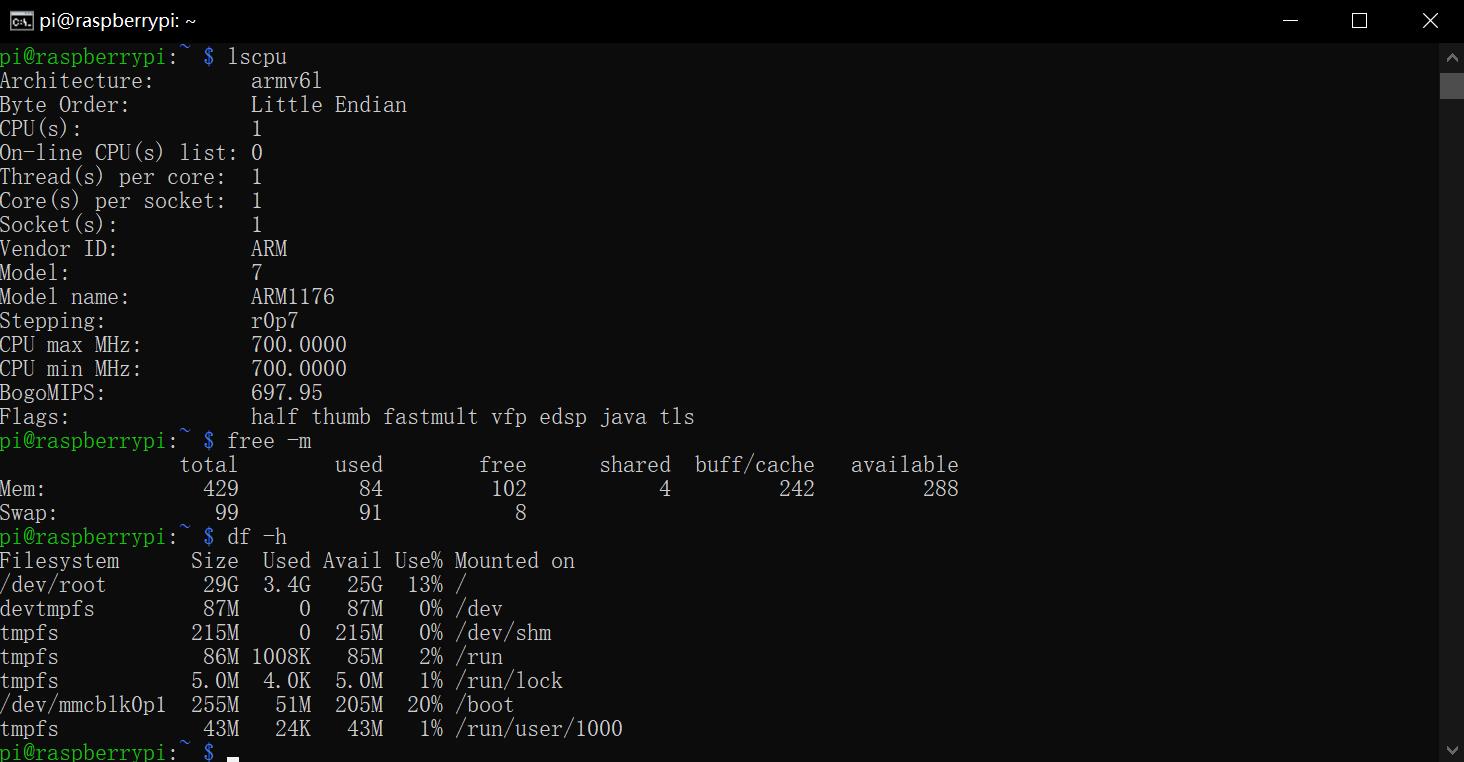 pi@raspberrypi: ~
pi@raspberrypi:~ $ lscpu
Architecture:        armv6l
Byte Order:          Little Endian
CPU(s):              1
On-line CPU(s) list: 0
Thread(s) per core:  1
Core(s) per socket:  1
Socket(s):           1
Vendor ID:           ARM
Model:               7
Model name:          ARM1176
Stepping:            r0p7
CPU max MHz:         700.0000
CPU min MHz:         700.0000
BogoMIPS:            697.95
Flags:               half thumb fastmult vfp edsp java tls
pi@raspberrypi:~ $ free -m
               total        used        free      shared  buff/cache   available
Mem:             429          84         102           4         242         288
Swap:             99          91           8
pi@raspberrypi:~ $ df -h
Filesystem      Size  Used Avail Use% Mounted on
/dev/root        29G  3.4G   25G  13% /
devtmpfs         87M     0   87M   0% /dev
tmpfs           215M     0  215M   0% /dev/shm
tmpfs            86M 1008K   85M   2% /run
tmpfs           5.0M  4.0K  5.0M   1% /run/lock
/dev/mmcblk0p1  255M   51M  205M  20% /boot
tmpfs            43M   24K   43M   1% /run/user/1000
pi@raspberrypi:~ $